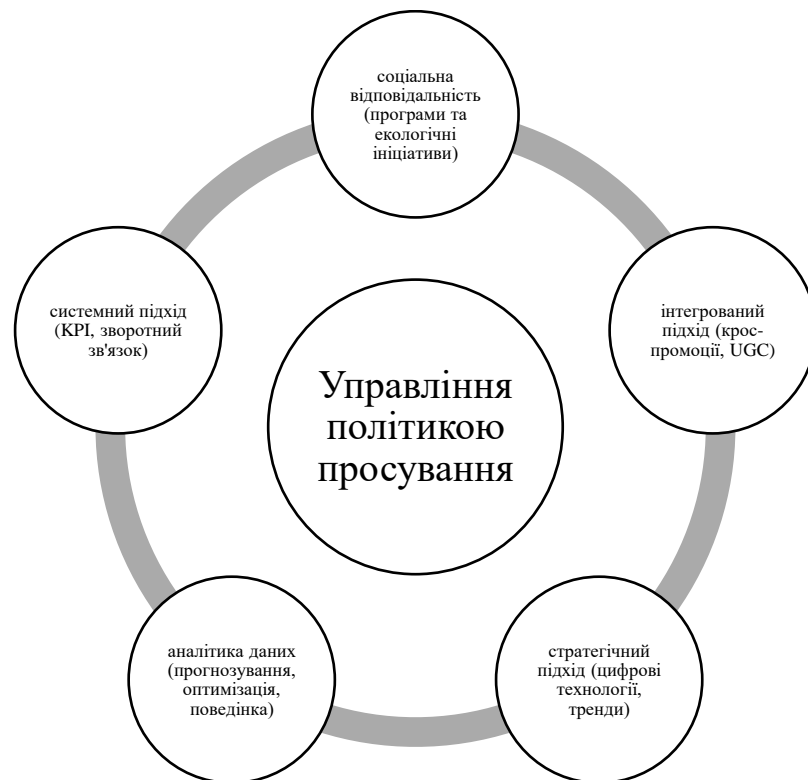 соціальна
відповідальність
(програми та
екологічні
ініціативи)
системний підхід
(KPI, зворотний
зв'язок)
інтегрований
підхід (крос-
промоції, UGC)
Управління
політикою
просування
аналітика даних
(прогнозування,
оптимізація,
поведінка)
стратегічний
підхід (цифрові
технології,
тренди)